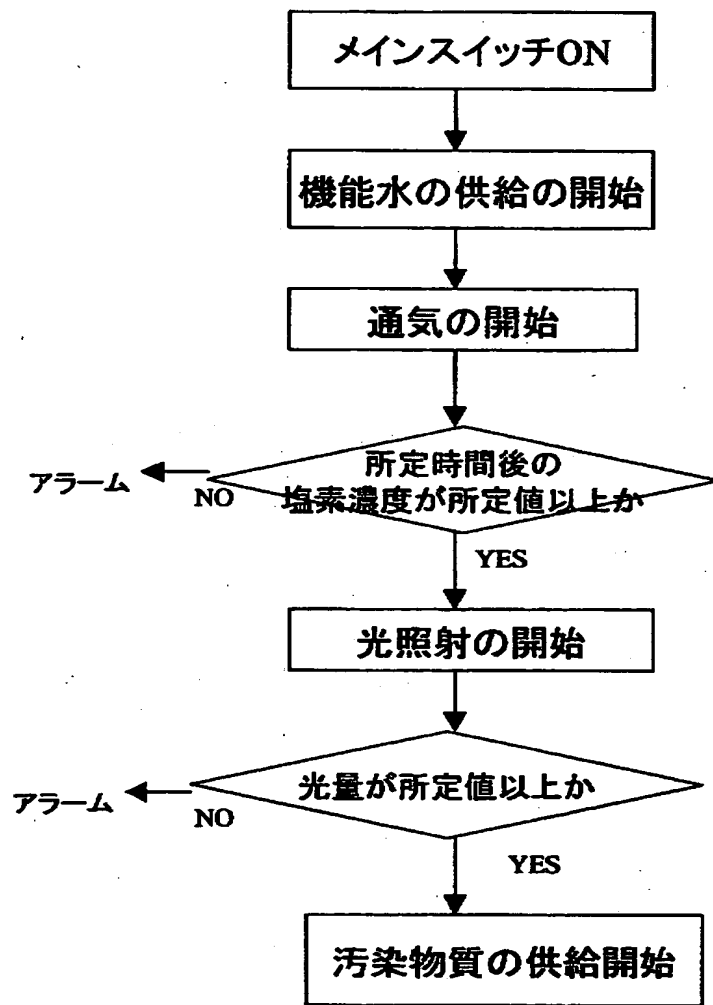 メインスイッチON
機能水の供給の開始
通気の開始
所定時間後の
塩素濃度が所定値以上か
アラーム
NO
YES
光照射の開始
光量が所定値以上か
アラーム
NO
YES
汚染物質の供給開始